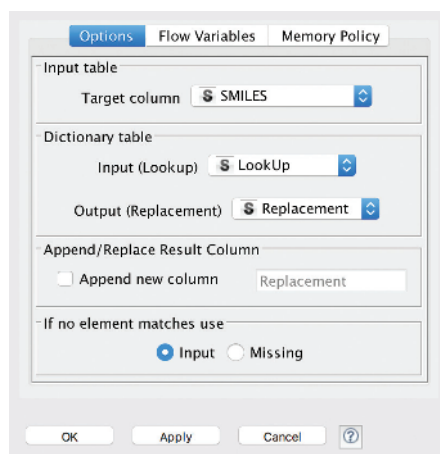 Options Flow Variables Memory Policy
Input table
Target column S SMILES
Dictionary table
Input (Lookup) S LookUp
Output (Replacement) S Replacement
Append/Replace Result Column
Append new column Replacement
If no element matches use
Input Missing
OK Apply Cancel ?